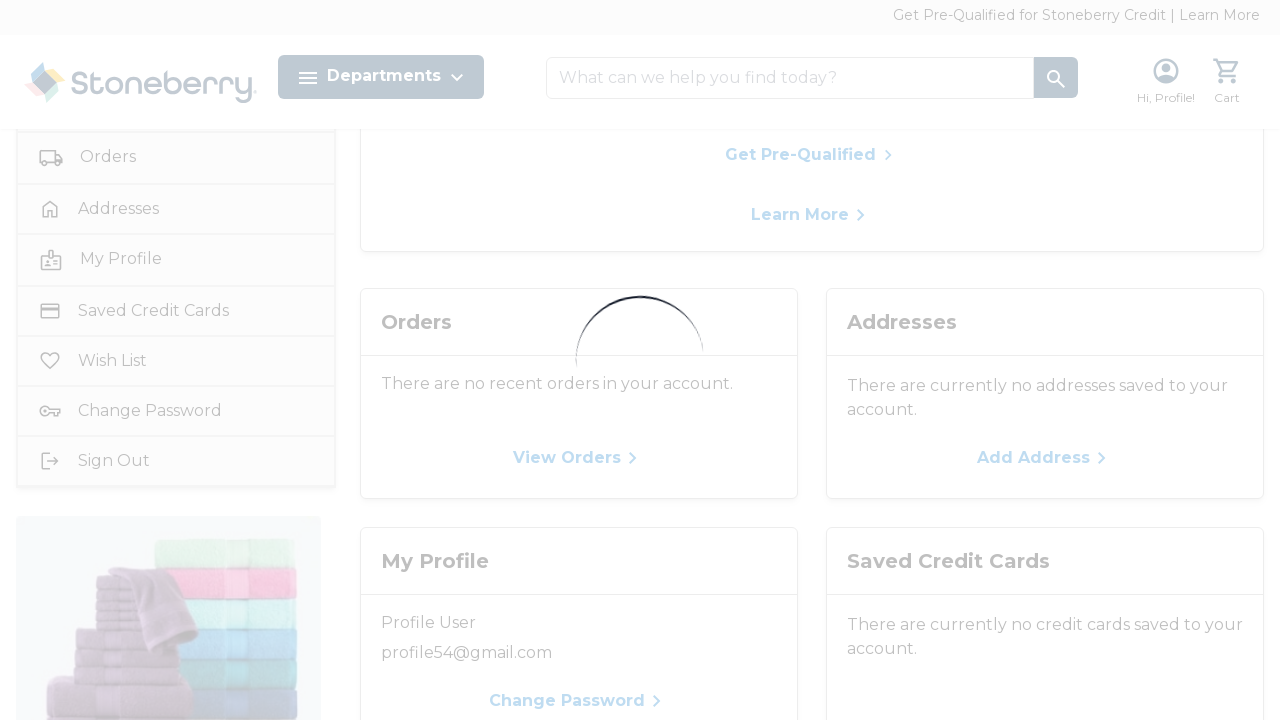 Get Pre-Qualified for Stoneberry Credit | Learn More
Stoneberry
Departments
What can we help you find today?
Hi, Profile!
Cart
Orders
Addresses
My Profile
Saved Credit Cards
Wish List
Change Password
Sign Out
Get Pre-Qualified
Learn More
Orders
There are no recent orders in your account.
View Orders
Addresses
There are currently no addresses saved to your
account.
Add Address
My Profile
Profile User
profile54@gmail.com
Change Password
Saved Credit Cards
There are currently no credit cards saved to your
account.